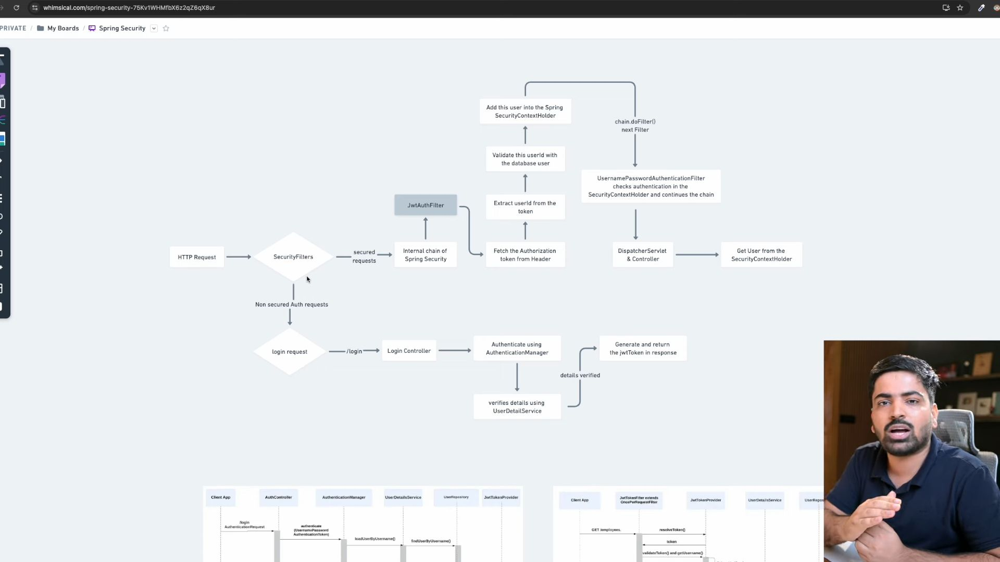 whimsical.com/spring-security-75Kv1WHMfbX6z2qZ6qX8ur
PRIVATE / My Boards / Spring Security
Add this user into the Spring
SecurityContextHolder
chain.doFilter()
next Filter
Validate this userId with
the database user
UsernamePasswordAuthenticationFilter
checks authentication in the
SecurityContextHolder and continues the chain
JwtAuthFilter
Extract userId from the
token
HTTP Request
SecurityFilters
secured
requests
Internal chain of
Spring Security
Fetch the Authorization
token from Header
DispatcherServlet
& Controller
Get User from the
SecurityContextHolder
Non secured Auth requests
login request
/login
Login Controller
Authenticate using
AuthenticationManager
Generate and return
the jwtToken in response
details verified
verifies details using
UserDetailService
Client App
AuthController
AuthenticationManager
UserDetailsService
UserRepository
JwtTokenProvider
/login
AuthenticationRequest
authenticate
(UsernamePassword
AuthenticationToken)
loadUserByUsername()
findUserByUsername()
Client App
JwtTokenFilter extends
OncePerRequestFilter
JwtTokenProvider
UserDetailsService
UserRepos
GET /employees.
resolveToken()
token
validateToken() and getUsername()